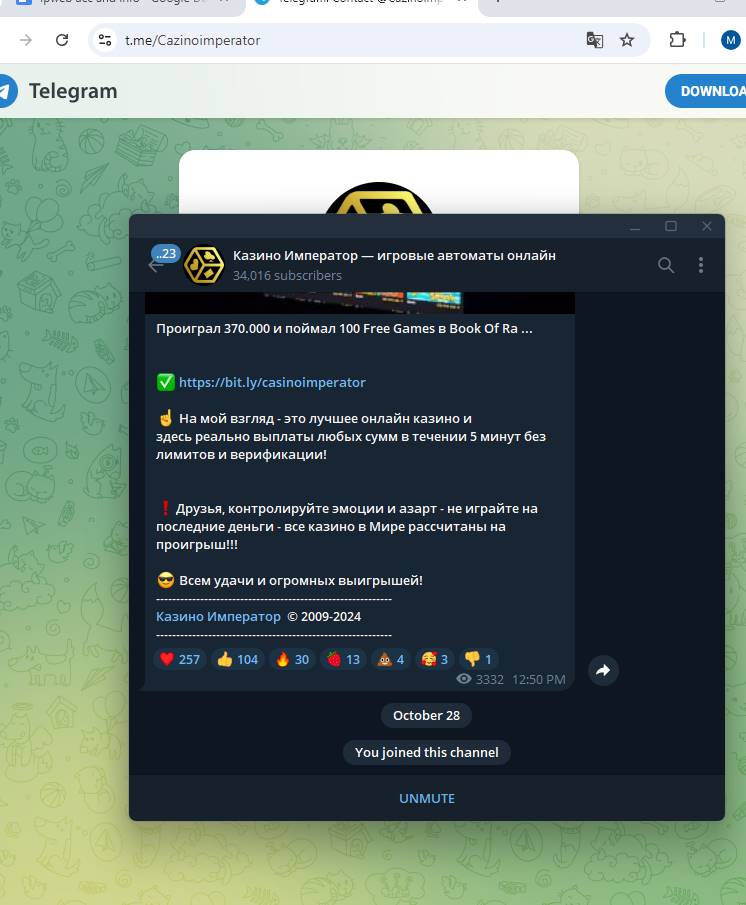 t.me/Cazinoimperator
M
Telegram
..23
Казино Император — игровые автоматы онлайн
34,016 subscribers
Проиграл 370.000 и поймал 100 Free Games в Book Of Ra ...
https://bit.ly/casinoimperator
На мой взгляд - это лучшее онлайн казино и
здесь реально выплаты любых сумм в течении 5 минут без
лимитов и верификации!
❗ Друзья, контролируйте эмоции и азарт - не играйте на
последние деньги - все казино в Мире рассчитаны на
проигрыш!!!
Всем удачи и огромных выигрышей!
-----------------------------------------------------------
Казино Император © 2009-2024
-----------------------------------------------------------
257 104 30 13 4 3 1
3332 12:50 PM
October 28
You joined this channel
UNMUTE